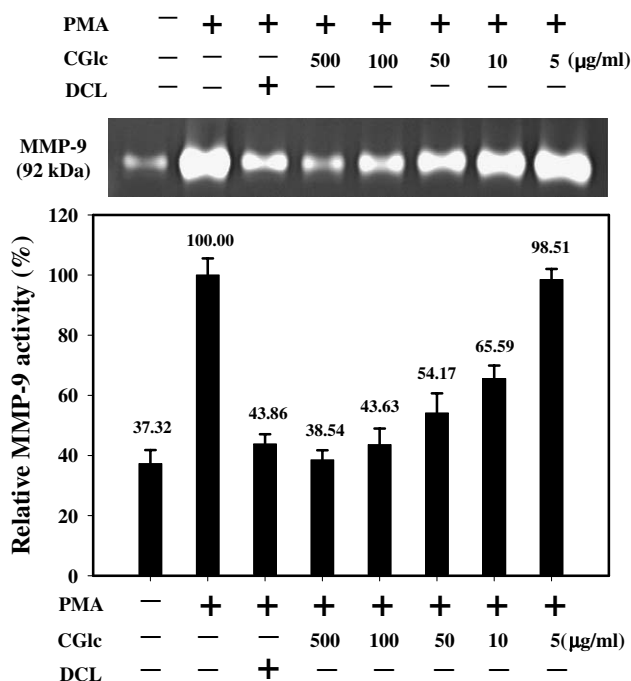 PMA — + + + + + + +
CGlc — — — 500 100 50 10 5 (µg/ml)
DCL — — + — — — — —
MMP-9
(92 kDa)
Relative MMP-9 activity (%)
120
100
80
60
40
20
0
37.32
100.00
43.86
38.54
43.63
54.17
65.59
98.51
PMA — + + + + + + +
CGlc — — — 500 100 50 10 5(µg/ml)
DCL — — + — — — — —